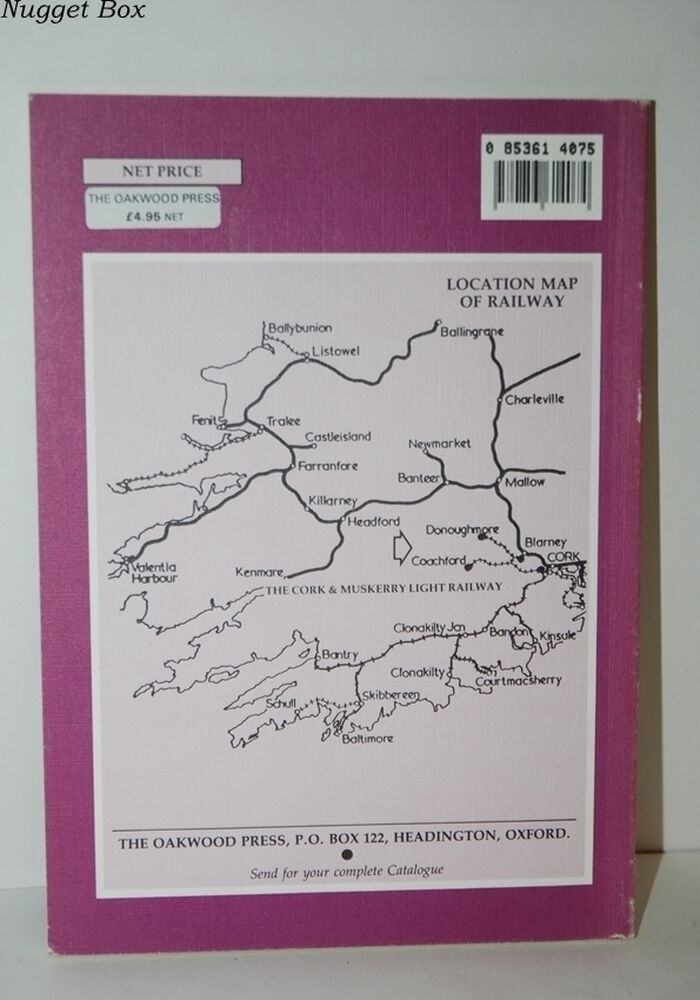 Nugget Box
NET PRICE
THE OAKWOOD PRESS
£4.95 NET
0 85361 4075
LOCATION MAP
OF RAILWAY
Ballybunion
Listowel
Ballingrane
Fenit
Tralee
Castleisland
Charleville
Farranfore
Newmarket
Banteer
Mallow
Killarney
Headford
Donoughmore
Blarney
Coachford
CORK
Valentia
Harbour
Kenmare
THE CORK & MUSKERRY LIGHT RAILWAY
Clonakilty Jcn
Bandon
Kinsale
Bantry
Clonakilty
Courtmacsherry
Schull
Skibbereen
Baltimore
THE OAKWOOD PRESS, P.O. BOX 122, HEADINGTON, OXFORD.
Send for your complete Catalogue